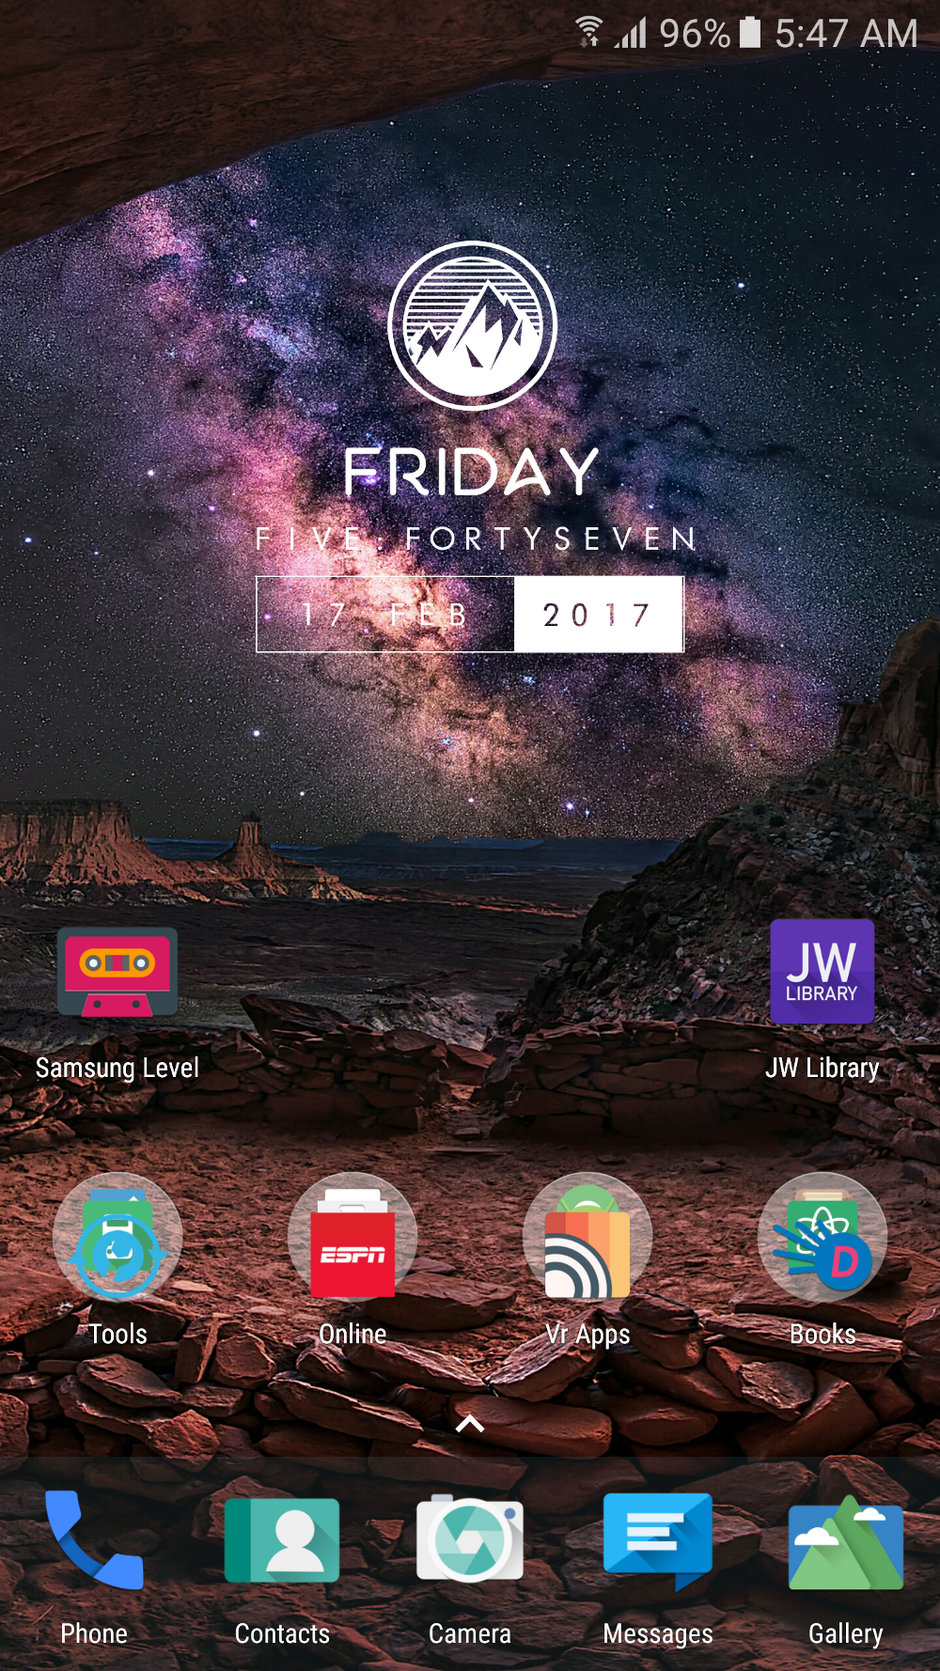 96% 5:47 AM
FRIDAY
FIVE: FORTYSEVEN
17 FEB 2017
JW
LIBRARY
Samsung Level JW Library
ESPN
D
Tools Online Vr Apps Books
Phone Contacts Camera Messages Gallery